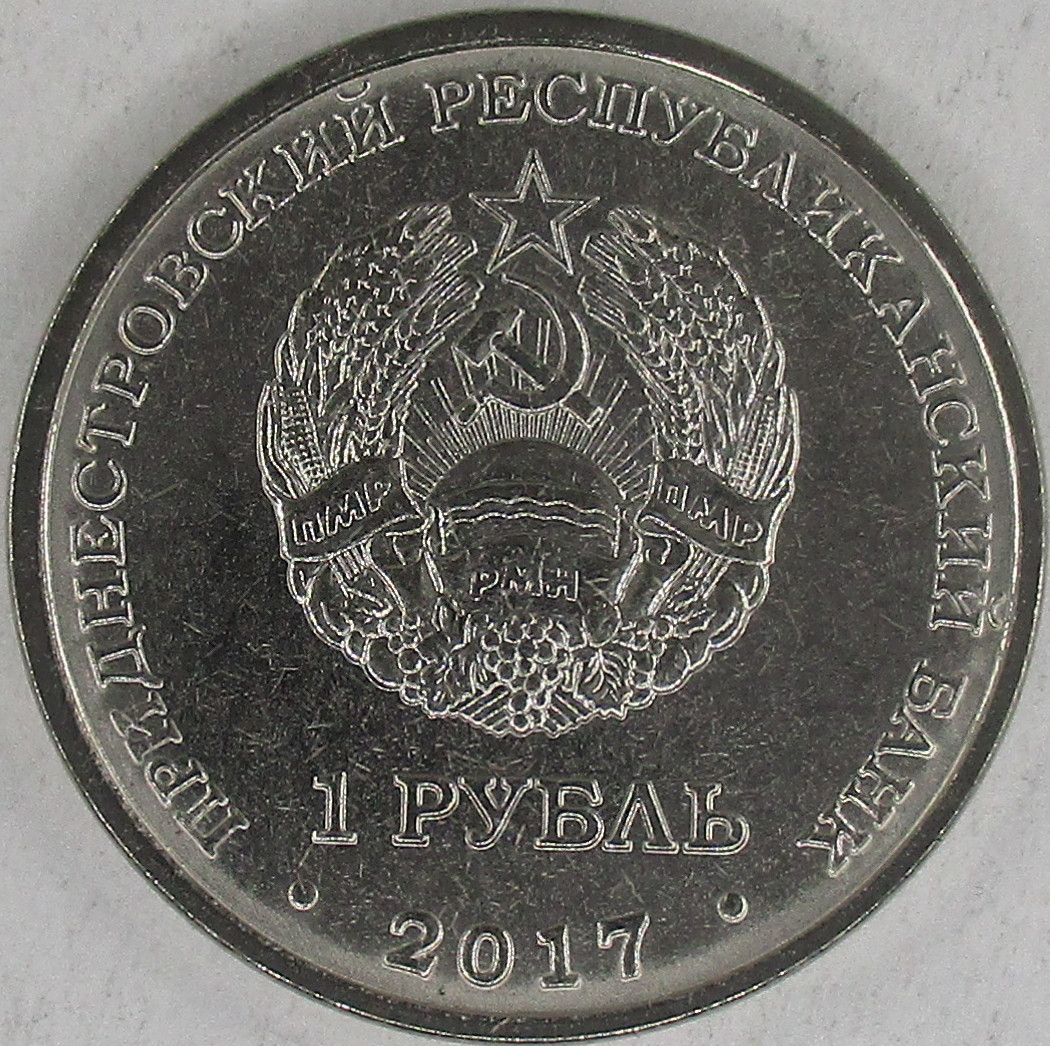 ПРИДНЕСТРОВСКИЙ РЕСПУБЛИКАНСКИЙ БАНК
ПМР
ПМР
РМН
1 РУБЛЬ
• 2017 •